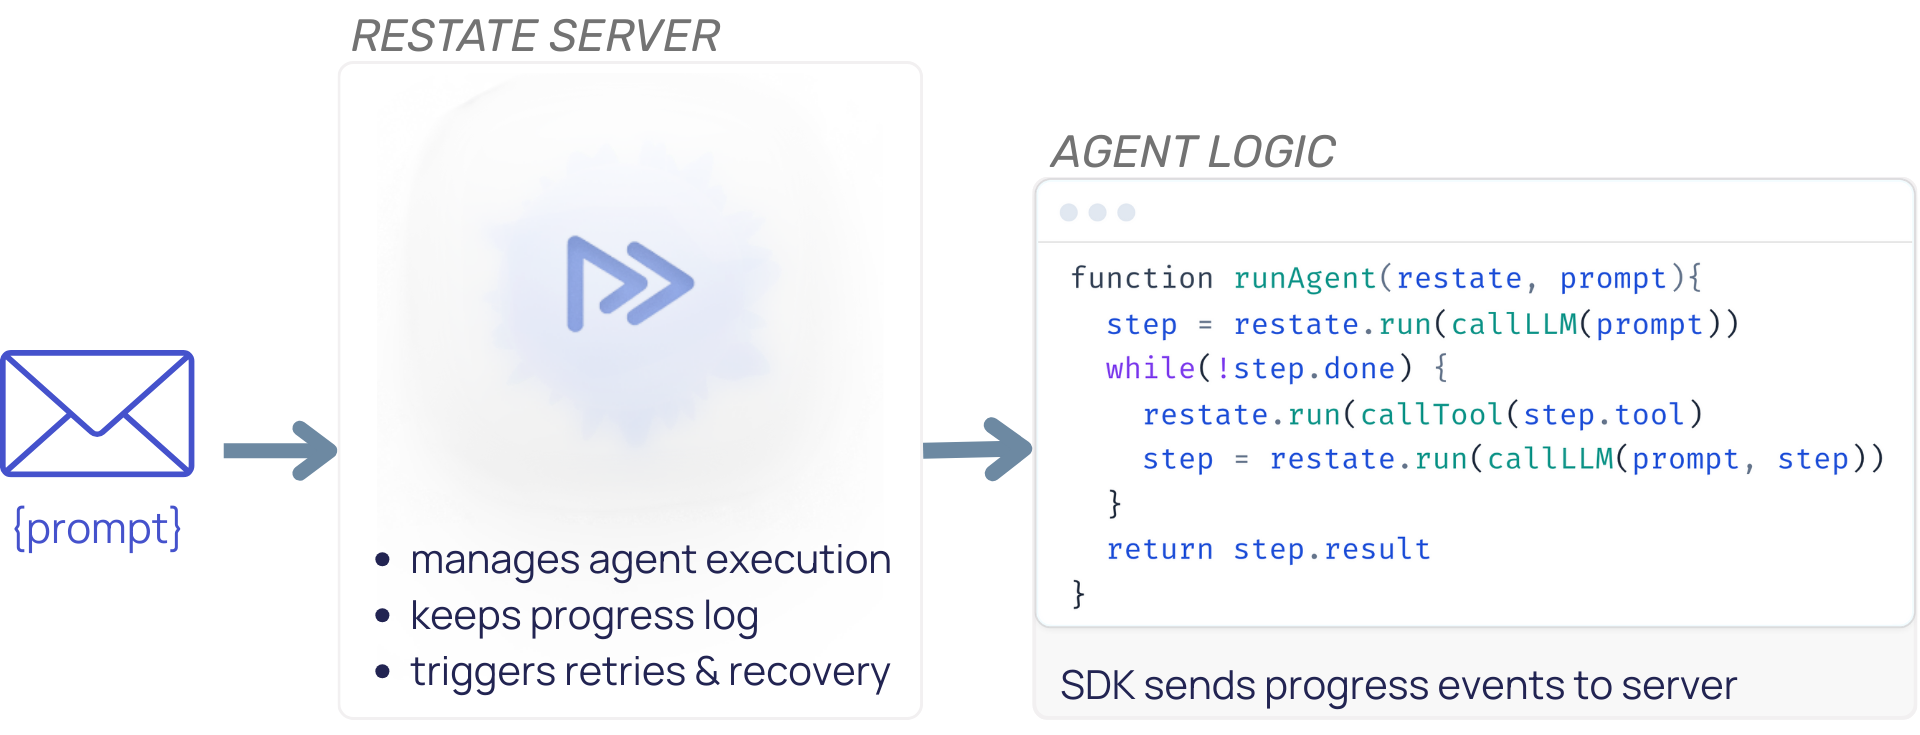 RESTATE SERVER
{prompt}
• manages agent execution
• keeps progress log
• triggers retries & recovery
AGENT LOGIC
function runAgent(restate, prompt){
  step = restate.run(callLLM(prompt))
  while(!step.done) {
    restate.run(callTool(step.tool)
    step = restate.run(callLLM(prompt, step))
  }
  return step.result
}
SDK sends progress events to server